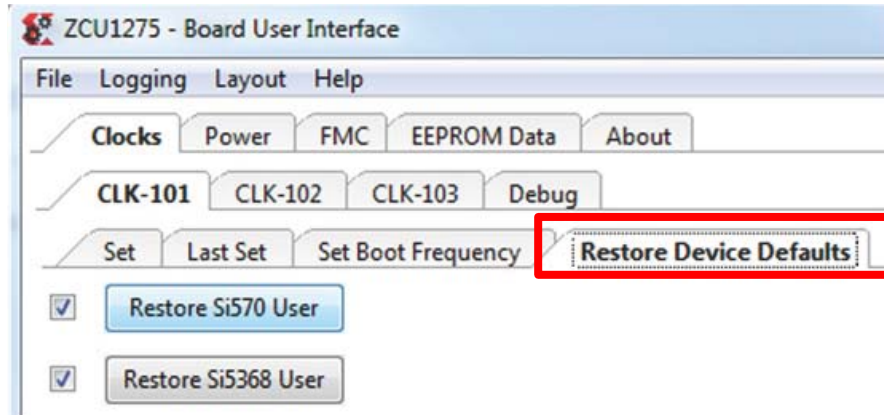 ZCU1275 - Board User Interface
File Logging Layout Help
Clocks Power FMC EEPROM Data About
CLK-101 CLK-102 CLK-103 Debug
Set Last Set Set Boot Frequency Restore Device Defaults
Restore Si570 User
Restore Si5368 User